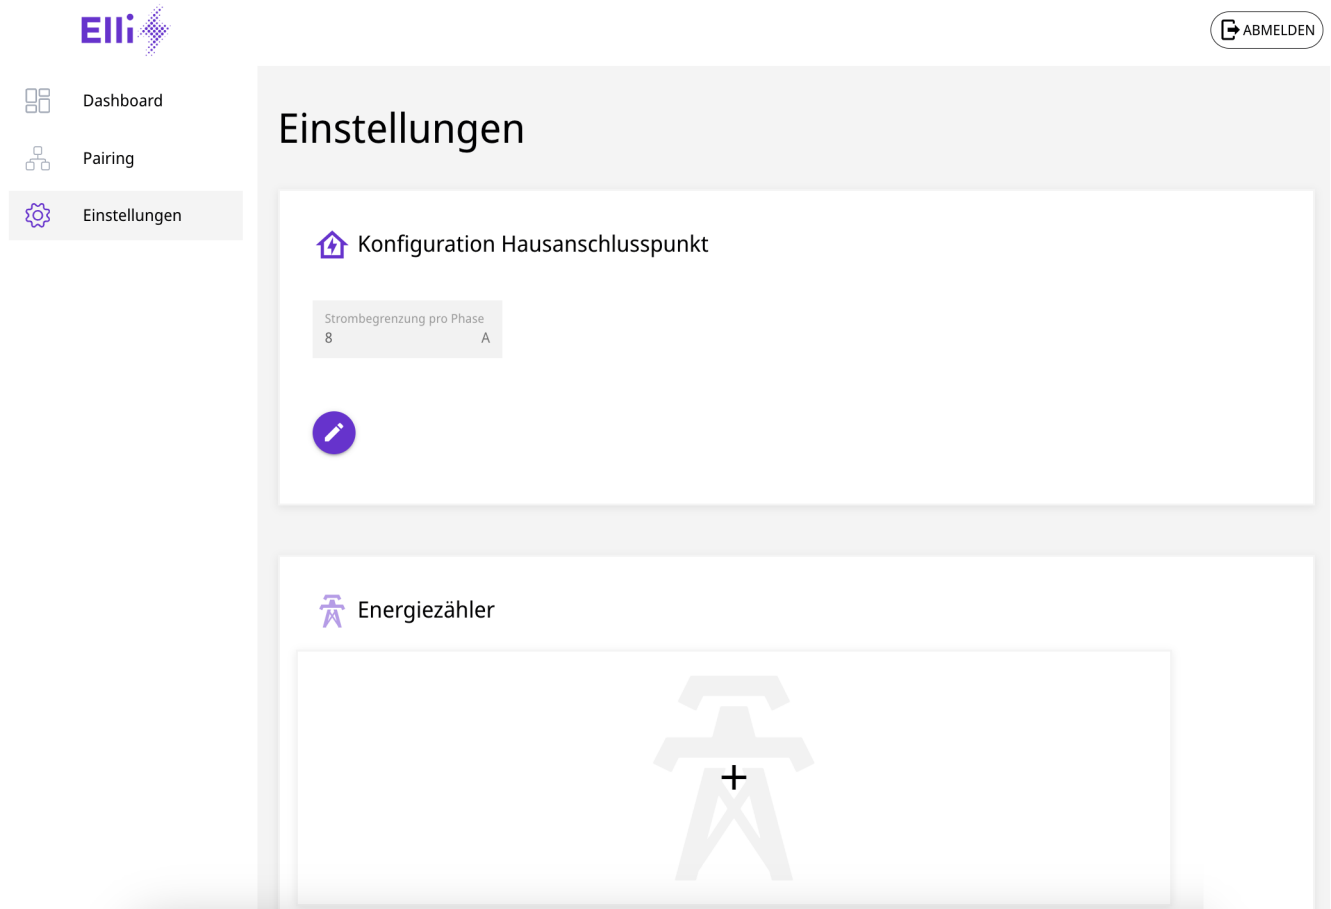 Elli
ABMELDEN
Dashboard
Pairing
Einstellungen
Einstellungen
Konfiguration Hausanschlusspunkt
Strombegrenzung pro Phase
8 A
Energiezähler